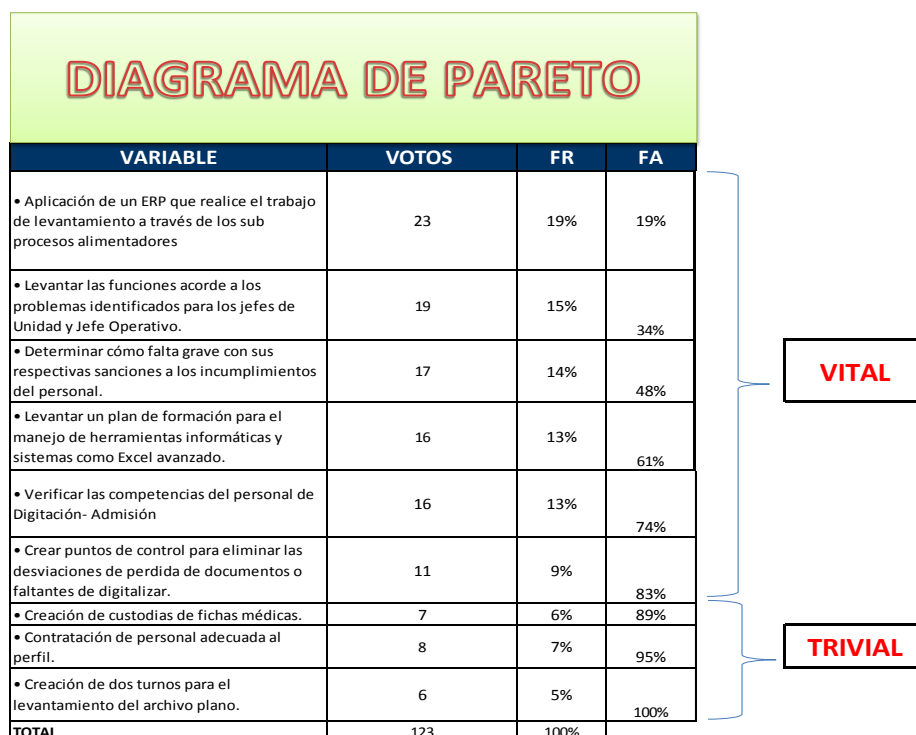 DIAGRAMA DE PARETO
VARIABLE VOTOS FR FA
• Aplicación de un ERP que realice el trabajo
de levantamiento a través de los sub
procesos alimentadores
23 19% 19%
• Levantar las funciones acorde a los
problemas identificados para los jefes de
Unidad y Jefe Operativo.
19 15% 34%
• Determinar cómo falta grave con sus
respectivas sanciones a los incumplimientos
del personal.
17 14% 48%
• Levantar un plan de formación para el
manejo de herramientas informáticas y
sistemas como Excel avanzado.
16 13% 61%
• Verificar las competencias del personal de
Digitación- Admisión
16 13% 74%
• Crear puntos de control para eliminar las
desviaciones de perdida de documentos o
faltantes de digitalizar.
11 9% 83%
VITAL
• Creación de custodias de fichas médicas. 7 6% 89%
• Contratación de personal adecuada al
perfil.
8 7% 95%
• Creación de dos turnos para el
levantamiento del archivo plano.
6 5% 100%
TRIVIAL
TOTAL 123 100%